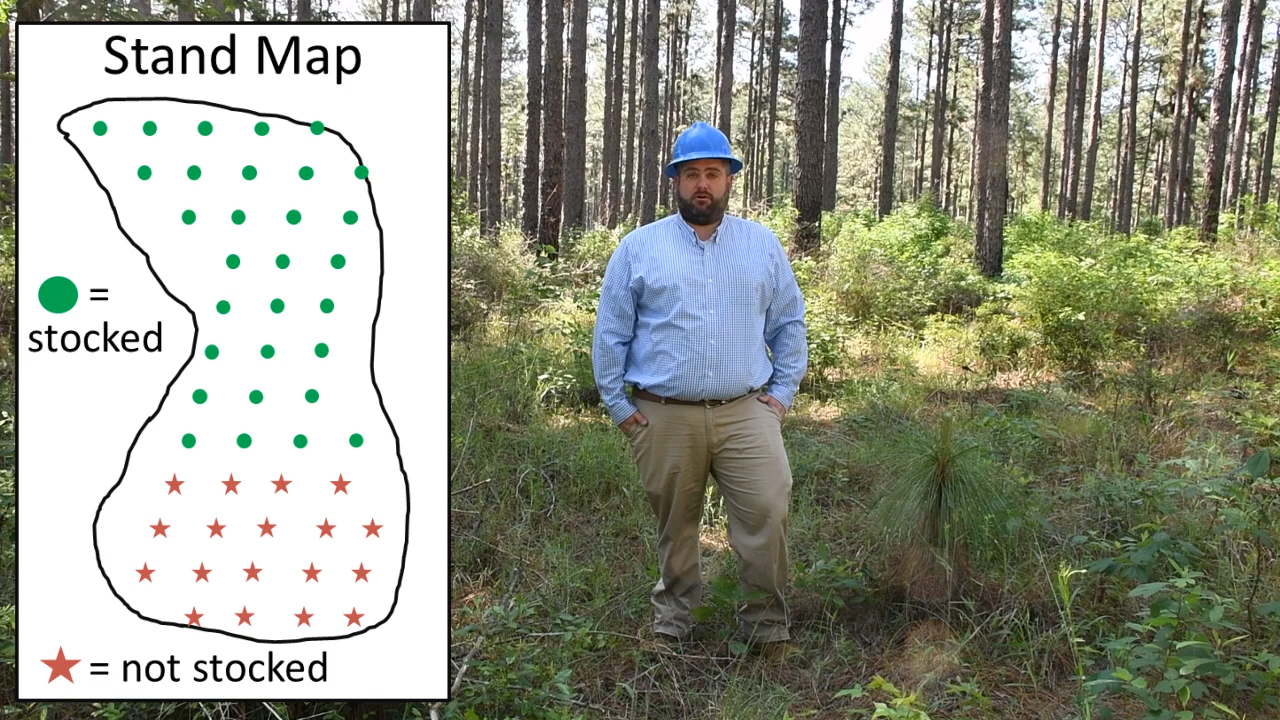 Stand Map
=
stocked
= not stocked